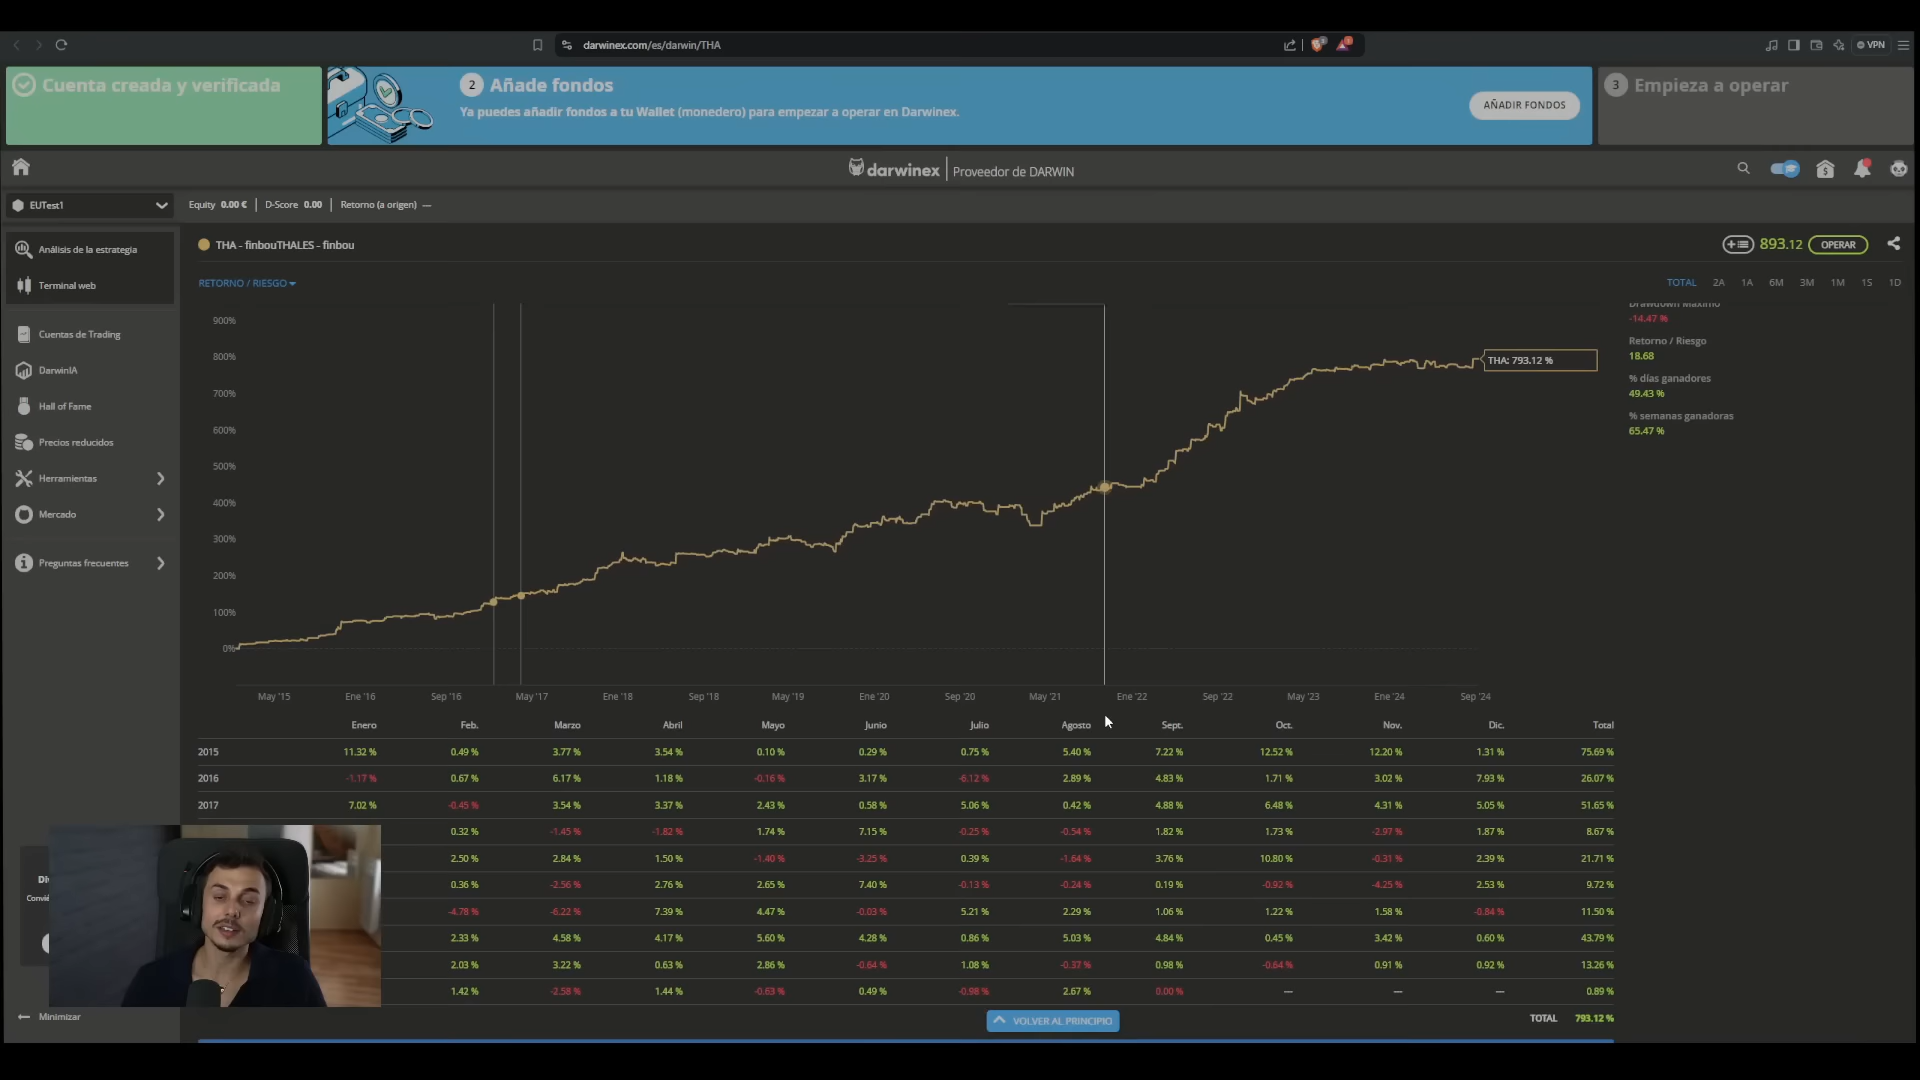 darwinex.com/es/darwin/THA
VPN
Cuenta creada y verificada
2 Añade fondos
Ya puedes añadir fondos a tu Wallet (monedero) para empezar a operar en Darwinex.
AÑADIR FONDOS
3 Empieza a operar
darwinex | Proveedor de DARWIN
EUTest1
Equity 0.00 € | D-Score 0.00 | Retorno (a origen) —
Análisis de la estrategia
Terminal web
Cuentas de Trading
DarwinIA
Hall of Fame
Precios reducidos
Herramientas
Mercado
Preguntas frecuentes
Minimizar
THA - finbouTHALES - finbou
893.12 OPERAR
RETORNO / RIESGO
TOTAL 2A 1A 6M 3M 1M 1S 1D
Drawdown Máximo
-14.47 %
Retorno / Riesgo
18.68
% días ganadores
49.43 %
% semanas ganadoras
65.47 %
900%
800%
700%
600%
500%
400%
300%
200%
100%
0%
THA: 793.12 %
May '15 Ene '16 Sep '16 May '17 Ene '18 Sep '18 May '19 Ene '20 Sep '20 May '21 Ene '22 Sep '22 May '23 Ene '24 Sep '24
Enero Feb. Marzo Abril Mayo Junio Julio Agosto Sept. Oct. Nov. Dic. Total
2015 11.32 % 0.49 % 3.77 % 3.54 % 0.10 % 0.29 % 0.75 % 5.40 % 7.22 % 12.52 % 12.20 % 1.31 % 75.69 %
2016 -1.17 % 0.67 % 6.17 % 1.18 % -0.16 % 3.17 % -6.12 % 2.89 % 4.83 % 1.71 % 3.02 % 7.93 % 26.07 %
2017 7.02 % -0.45 % 3.54 % 3.37 % 2.43 % 0.58 % 5.06 % 0.42 % 4.88 % 6.48 % 4.31 % 5.05 % 51.65 %
0.32 % -1.45 % -1.82 % 1.74 % 7.15 % -0.25 % -0.54 % 1.82 % 1.73 % -2.97 % 1.87 % 8.67 %
2.50 % 2.84 % 1.50 % -1.40 % -3.25 % 0.39 % -1.64 % 3.76 % 10.80 % -0.31 % 2.39 % 21.71 %
0.36 % -2.56 % 2.76 % 2.65 % 7.40 % -0.13 % -0.24 % 0.19 % -0.92 % -4.25 % 2.53 % 9.72 %
-4.78 % -6.22 % 7.39 % 4.47 % -0.03 % 5.21 % 2.29 % 1.06 % 1.22 % 1.58 % -0.84 % 11.50 %
2.33 % 4.58 % 4.17 % 5.60 % 4.28 % 0.86 % 5.03 % 4.84 % 0.45 % 3.42 % 0.60 % 43.79 %
2.03 % 3.22 % 0.63 % 2.86 % -0.64 % 1.08 % -0.37 % 0.98 % -0.64 % 0.91 % 0.92 % 13.26 %
1.42 % -2.58 % 1.44 % -0.63 % 0.49 % -0.98 % 2.67 % 0.00 % — — — 0.89 %
VOLVER AL PRINCIPIO
TOTAL 793.12 %